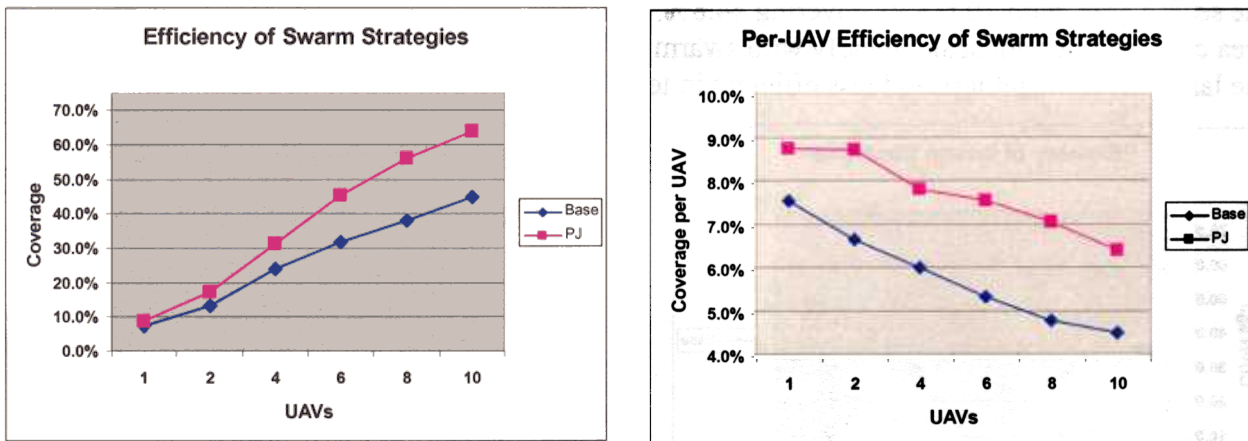 Efficiency of Swarm Strategies
70.0%
60.0%
50.0%
40.0%
30.0%
20.0%
10.0%
0.0%
Coverage
1 2 4 6 8 10
UAVs
Base
PJ
Per-UAV Efficiency of Swarm Strategies
10.0%
9.0%
8.0%
7.0%
6.0%
5.0%
4.0%
Coverage per UAV
1 2 4 6 8 10
UAVs
Base
PJ